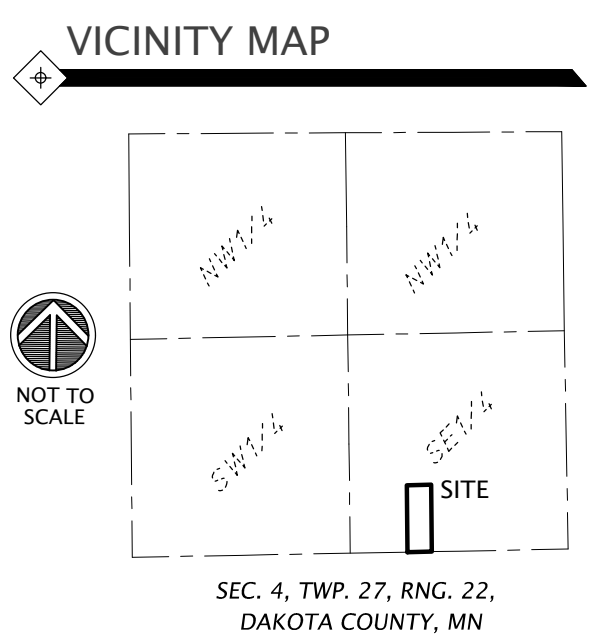 VICINITY MAP
NW1/4
NW1/4
NOT TO
SCALE
SW1/4
SE1/4
SITE
SEC. 4, TWP. 27, RNG. 22,
DAKOTA COUNTY, MN